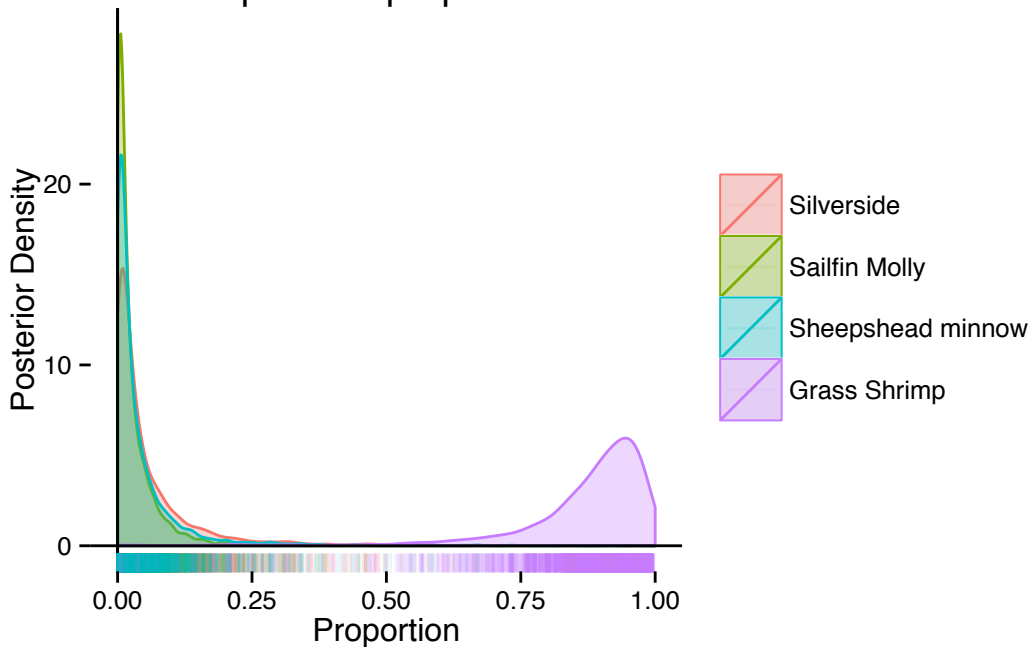 Posterior Density
20
10
0
0.00 0.25 0.50 0.75 1.00
Proportion
Silverside
Sailfin Molly
Sheepshead minnow
Grass Shrimp